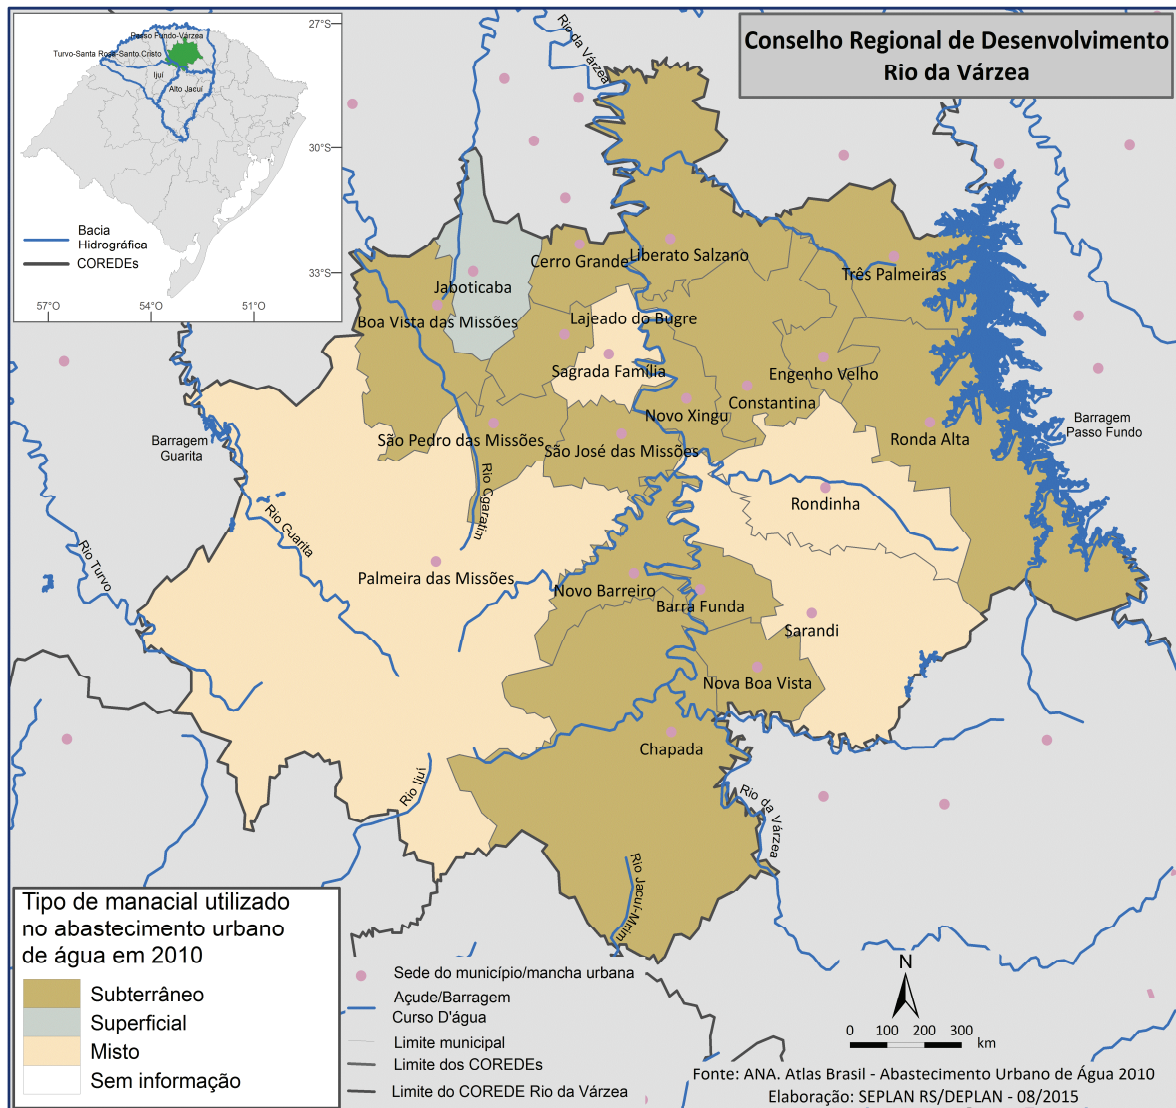 Conselho Regional de Desenvolvimento
Rio da Várzea
27°S
30°S
33°S
57°O
54°O
51°O
Passo Fundo-Várzea
Turvo-Santa Rosa-Santo Cristo
Ijuí
Alto Jacuí
Bacia
Hidrográfica
COREDEs
Rio da Várzea
Cerro Grande
Liberato Salzano
Três Palmeiras
Jaboticaba
Boa Vista das Missões
Lajeado do Bugre
Sagrada Família
Engenho Velho
Constantina
Novo Xingu
São Pedro das Missões
São José das Missões
Ronda Alta
Barragem
Passo Fundo
Barragem
Guarita
Rio Cgaratim
Rondinha
Rio Guarita
Rio Turvo
Palmeira das Missões
Novo Barreiro
Barra Funda
Sarandi
Nova Boa Vista
Chapada
Rio Ijuí
Rio da Várzea
Rio Jacuí-Mirim
Tipo de manacial utilizado
no abastecimento urbano
de água em 2010
Subterrâneo
Superficial
Misto
Sem informação
Sede do município/mancha urbana
Açude/Barragem
Curso D'água
Limite municipal
Limite dos COREDEs
Limite do COREDE Rio da Várzea
N
0 100 200 300
km
Fonte: ANA. Atlas Brasil - Abastecimento Urbano de Água 2010
Elaboração: SEPLAN RS/DEPLAN - 08/2015